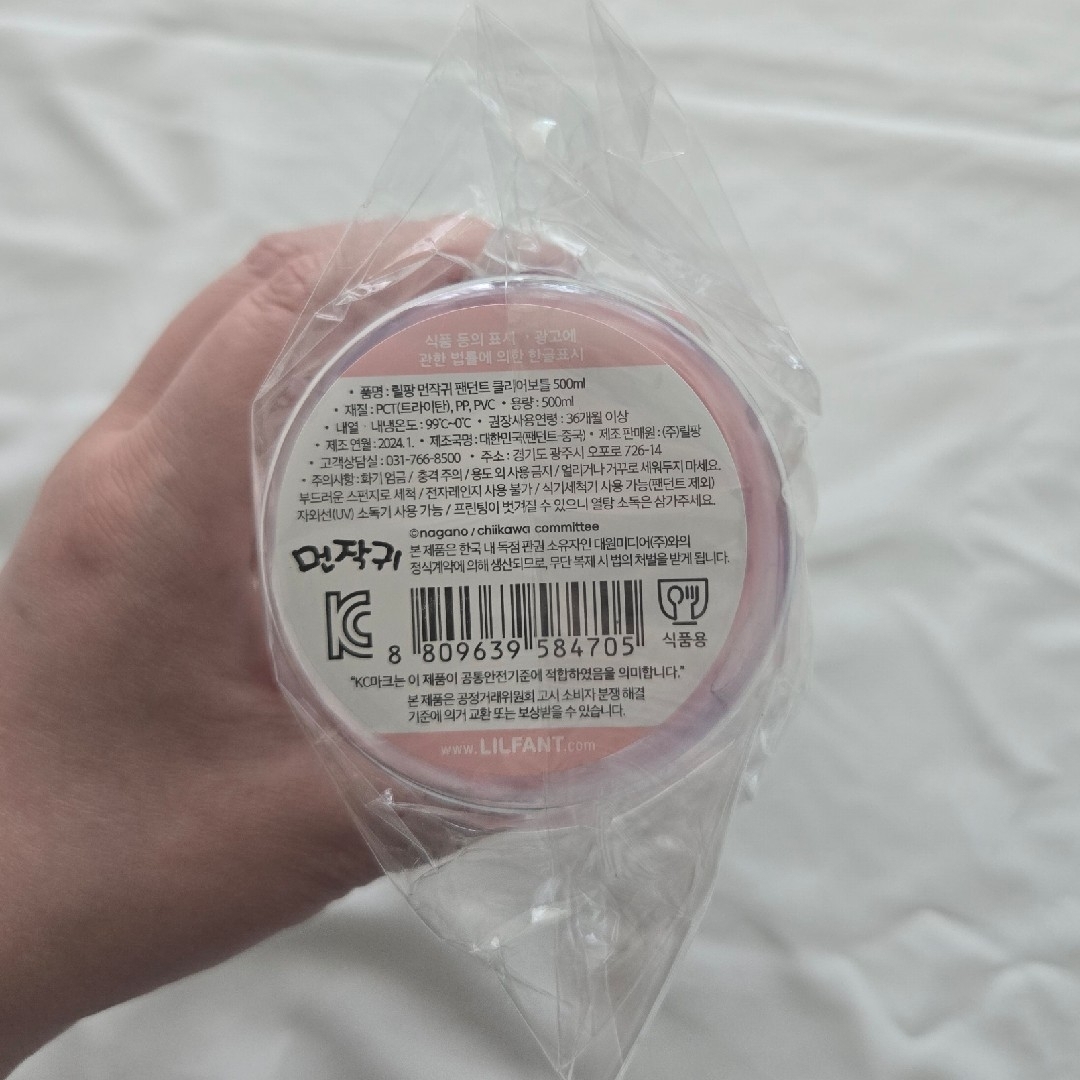 식품 등의 표시 · 광고에
관한 법률에 의한 한글표시
• 품명 : 릴팡 먼작귀 팬던트 클리어보틀 500ml
• 재질 : PCT(트라이탄), PP, PVC • 용량 : 500ml
• 내열 · 내냉온도 : 99℃~0℃ • 권장사용연령 : 36개월 이상
• 제조 연월 : 2024.1. • 제조국명 : 대한민국(팬던트-중국) • 제조 판매원 : (주)릴팡
• 고객상담실 : 031-766-8500 • 주소 : 경기도 광주시 오포로 726-14
• 주의사항 : 화기 엄금 / 충격 주의 / 용도 외 사용 금지 / 얼리거나 거꾸로 세워두지 마세요.
부드러운 스펀지로 세척 / 전자레인지 사용 불가 / 식기세척기 사용 가능(팬던트 제외)
자외선(UV) 소독기 사용 가능 / 프린팅이 벗겨질 수 있으니 열탕 소독은 삼가주세요.
©nagano / chiikawa committee
먼작귀
본 제품은 한국 내 독점 판권 소유자인 대원미디어(주)와의
정식계약에 의해 생산되므로, 무단 복제 시 법의 처벌을 받게 됩니다.
KC
8 809639 584705
식품용
"KC마크는 이 제품이 공통안전기준에 적합하였음을 의미합니다."
본 제품은 공정거래위원회 고시 소비자 분쟁 해결
기준에 의거 교환 또는 보상받을 수 있습니다.
www.LILFANT.com